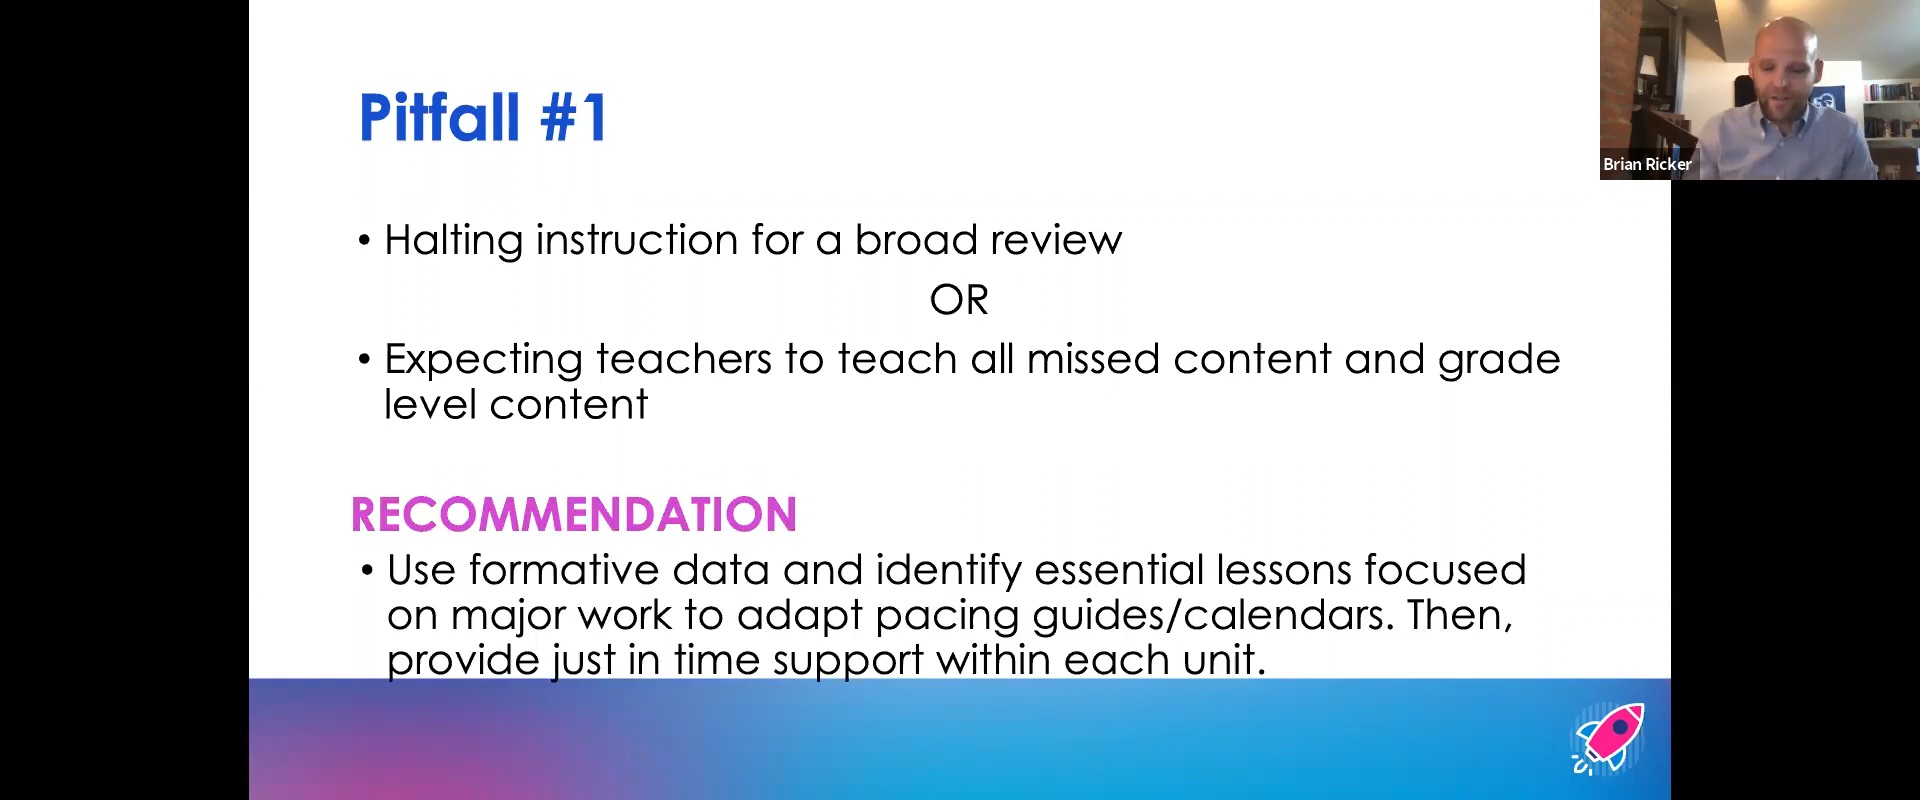 Pitfall #1
Brian Ricker
• Halting instruction for a broad review
OR
• Expecting teachers to teach all missed content and grade
level content
RECOMMENDATION
• Use formative data and identify essential lessons focused
on major work to adapt pacing guides/calendars. Then,
provide just in time support within each unit.